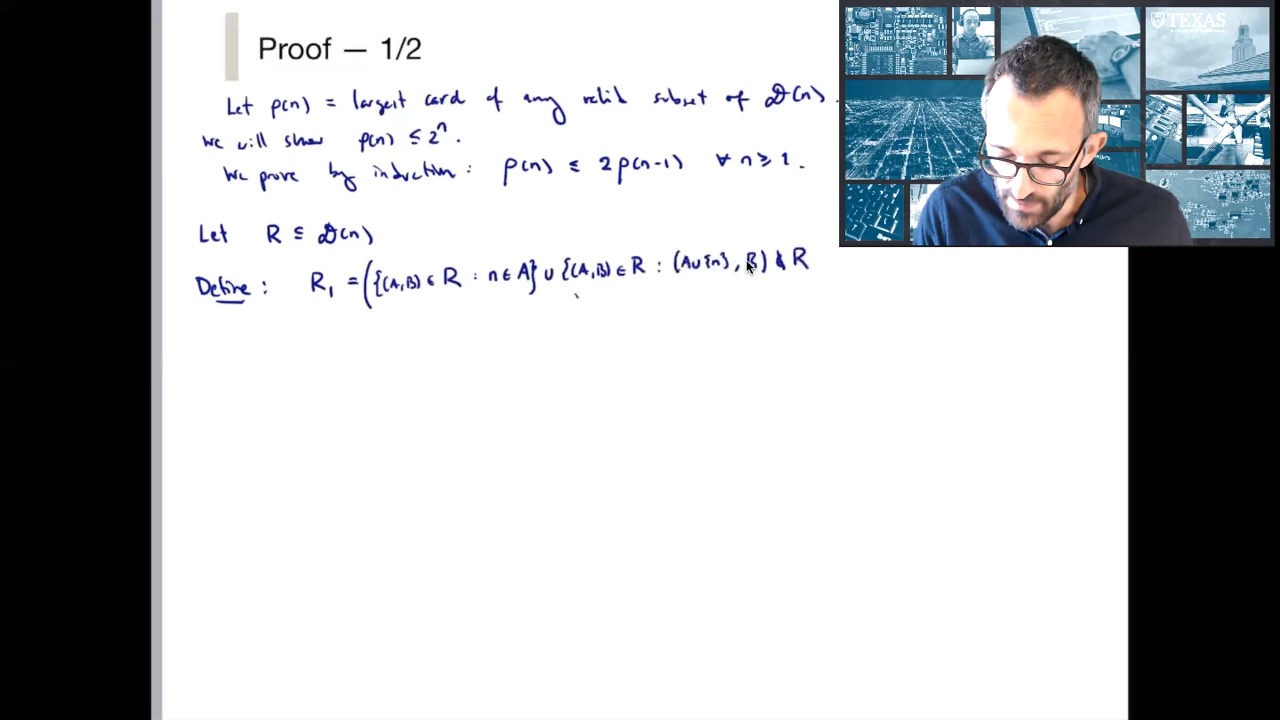 Proof — 1/2
TEXAS
Let p(n) = largest card of any valid subset of 𝒟(n).
We will show p(n) ≤ 2ⁿ.
We prove by induction: p(n) ≤ 2p(n-1) ∀ n ≥ 1.
Let R ⊆ 𝒟(n)
Define: R₁ = ({(A,B) ∈ R : n ∈ A} ∪ {(A,B) ∈ R : (A∪{n}, B) ∉ R